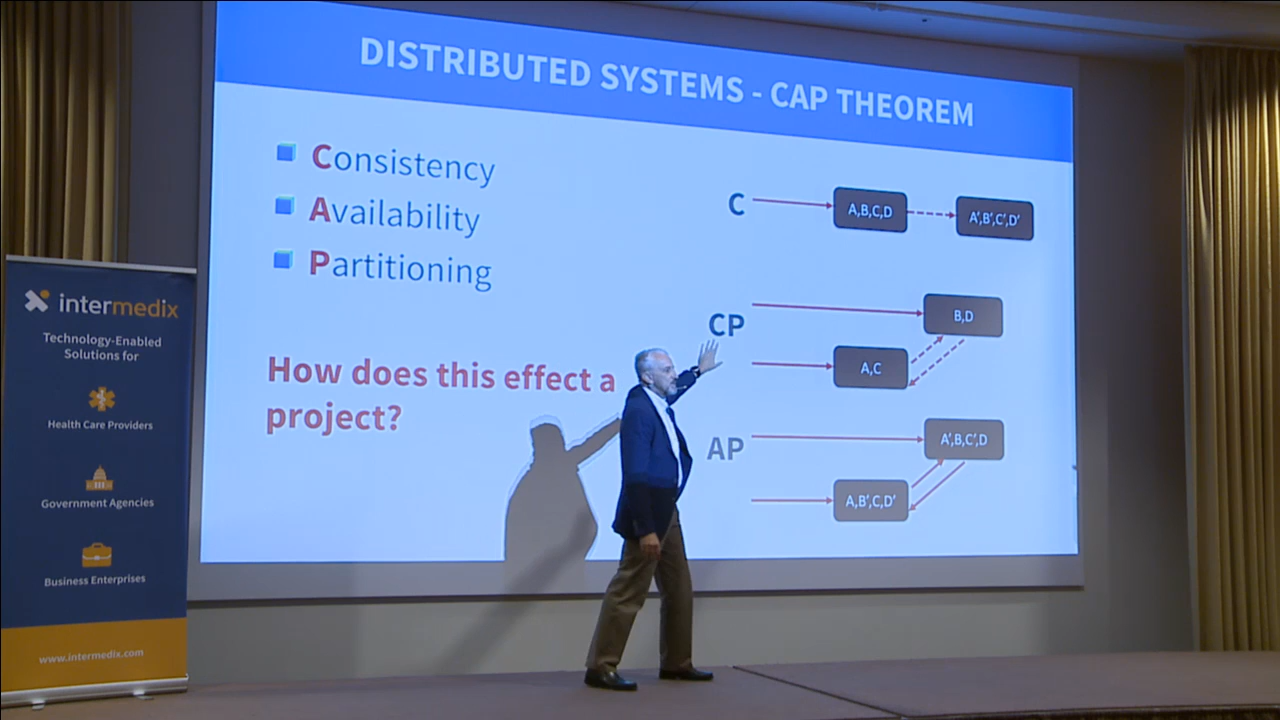 DISTRIBUTED SYSTEMS - CAP THEOREM
Consistency
Availability
Partitioning
How does this effect a
project?
C
A,B,C,D
A',B',C',D'
CP
B,D
A,C
AP
A',B,C',D
A,B',C,D'
intermedix
Technology-Enabled
Solutions for
Health Care Providers
Government Agencies
Business Enterprises
www.intermedix.com